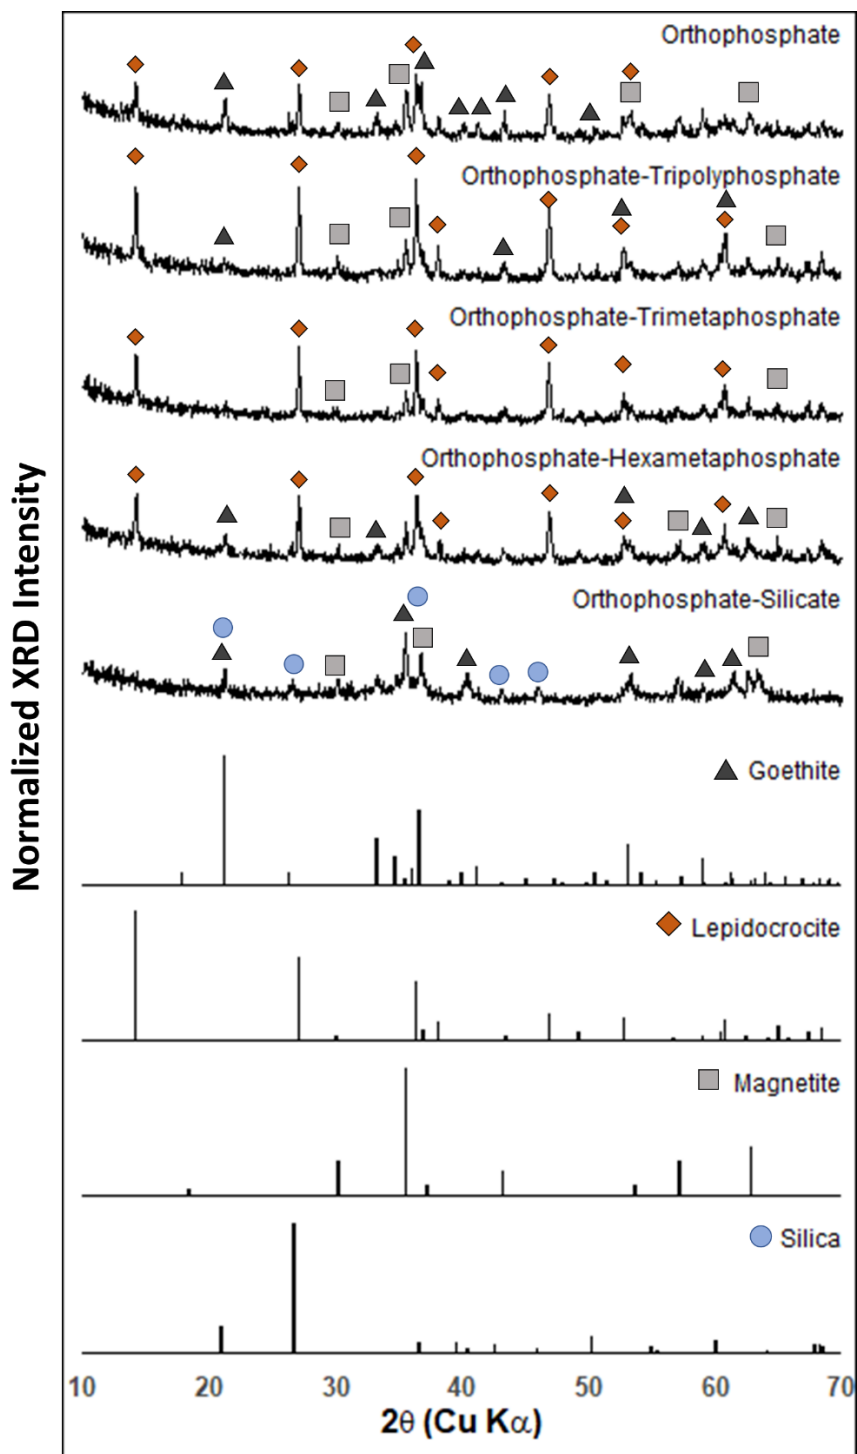 Orthophosphate
Orthophosphate-Tripolyphosphate
Orthophosphate-Trimetaphosphate
Orthophosphate-Hexametaphosphate
Orthophosphate-Silicate
Goethite
Lepidocrocite
Magnetite
Silica
Normalized XRD Intensity
10 20 30 40 50 60 70
2θ (Cu Kα)